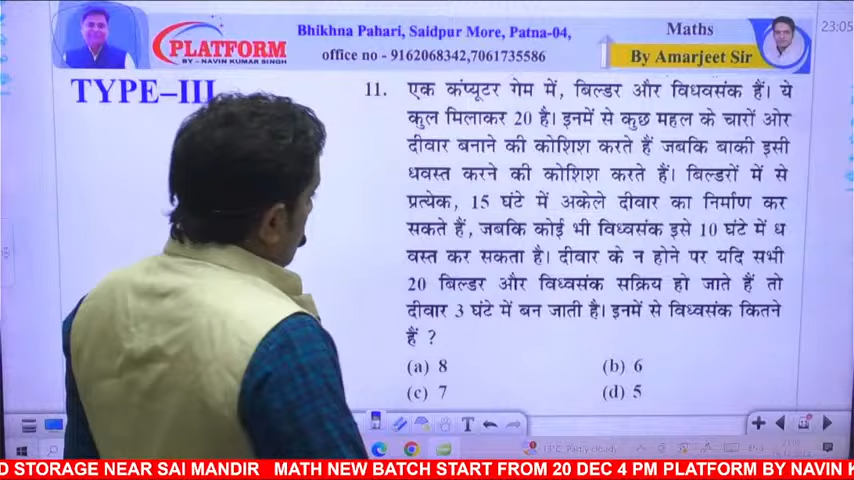 PLATFORM
BY - NAVIN KUMAR SINGH
Bhikhna Pahari, Saidpur More, Patna-04,
office no - 9162068342,7061735586
Maths
By Amarjeet Sir
23:05
TYPE–III
11. एक कंप्यूटर गेम में, बिल्डर और विधवसंक हैं। ये
कुल मिलाकर 20 है। इनमें से कुछ महल के चारों ओर
दीवार बनाने की कोशिश करते हैं जबकि बाकी इसी
धवस्त करने की कोशिश करते हैं। बिल्डरों में से
प्रत्येक, 15 घंटे में अकेले दीवार का निर्माण कर
सकते हैं, जबकि कोई भी विध्वसंक इसे 10 घंटे में ध
वस्त कर सकता है। दीवार के न होने पर यदि सभी
20 बिल्डर और विध्वसंक सक्रिय हो जाते हैं तो
दीवार 3 घंटे में बन जाती है। इनमें से विध्वसंक कितने
हैं ?
(a) 8 (b) 6
(c) 7 (d) 5
13°C Partly cloudy
D STORAGE NEAR SAI MANDIR MATH NEW BATCH START FROM 20 DEC 4 PM PLATFORM BY NAVIN K